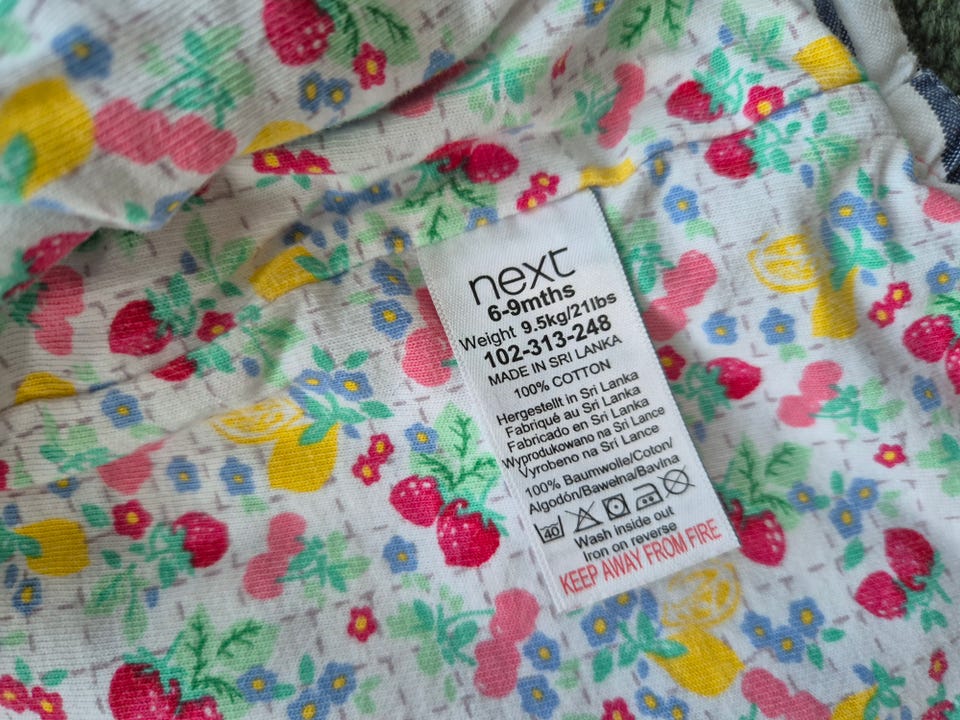 next
6-9mths
Weight 9.5kg/21lbs
102-313-248
MADE IN SRI LANKA
100% COTTON
Hergestellt in Sri Lanka
Fabriqué au Sri Lanka
Fabricado en Sri Lanka
Wyprodukowano na Sri Lance
Vyrobeno na Srí Lance
100% Baumwolle/Coton/
Algodón/Bawełna/Bavlna
40
Wash inside out
Iron on reverse
KEEP AWAY FROM FIRE